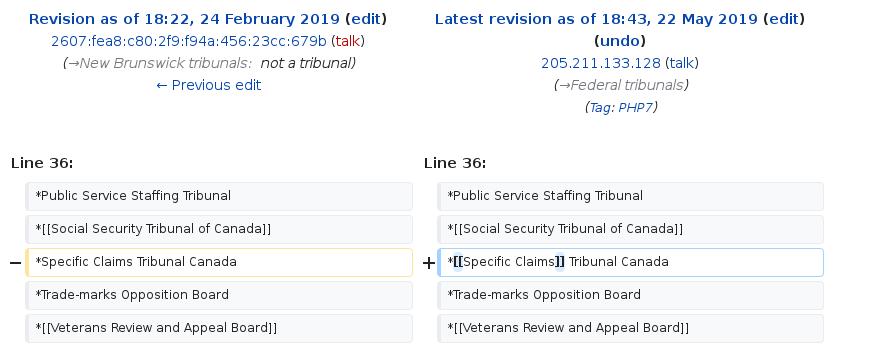 Revision as of 18:22, 24 February 2019 (edit)
2607:fea8:c80:2f9:f94a:456:23cc:679b (talk)
(→New Brunswick tribunals: not a tribunal)
← Previous edit
Latest revision as of 18:43, 22 May 2019 (edit)
(undo)
205.211.133.128 (talk)
(→Federal tribunals)
(Tag: PHP7)
Line 36:
Line 36:
*Public Service Staffing Tribunal
*Public Service Staffing Tribunal
*[[Social Security Tribunal of Canada]]
*[[Social Security Tribunal of Canada]]
− *Specific Claims Tribunal Canada
+ *[[Specific Claims]] Tribunal Canada
*Trade-marks Opposition Board
*Trade-marks Opposition Board
*[[Veterans Review and Appeal Board]]
*[[Veterans Review and Appeal Board]]